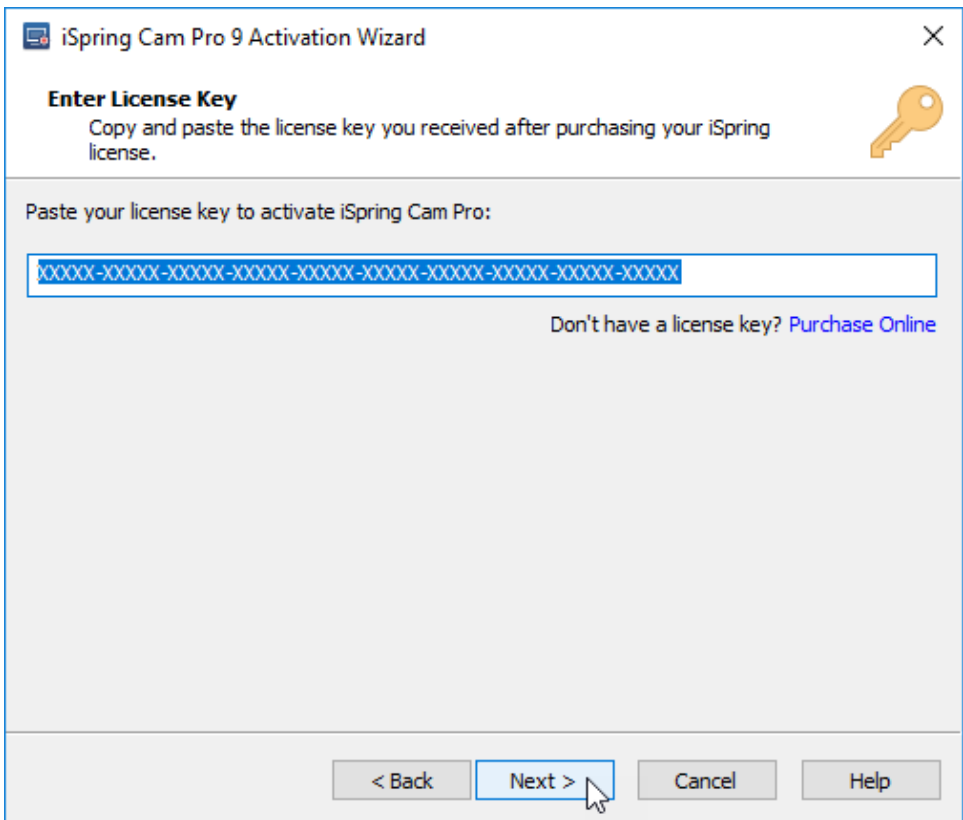 iSpring Cam Pro 9 Activation Wizard
Enter License Key
Copy and paste the license key you received after purchasing your iSpring
license.
Paste your license key to activate iSpring Cam Pro:
XXXXX-XXXXX-XXXXX-XXXXX-XXXXX-XXXXX-XXXXX-XXXXX-XXXXX-XXXXX
Don't have a license key? Purchase Online
< Back Next > Cancel Help